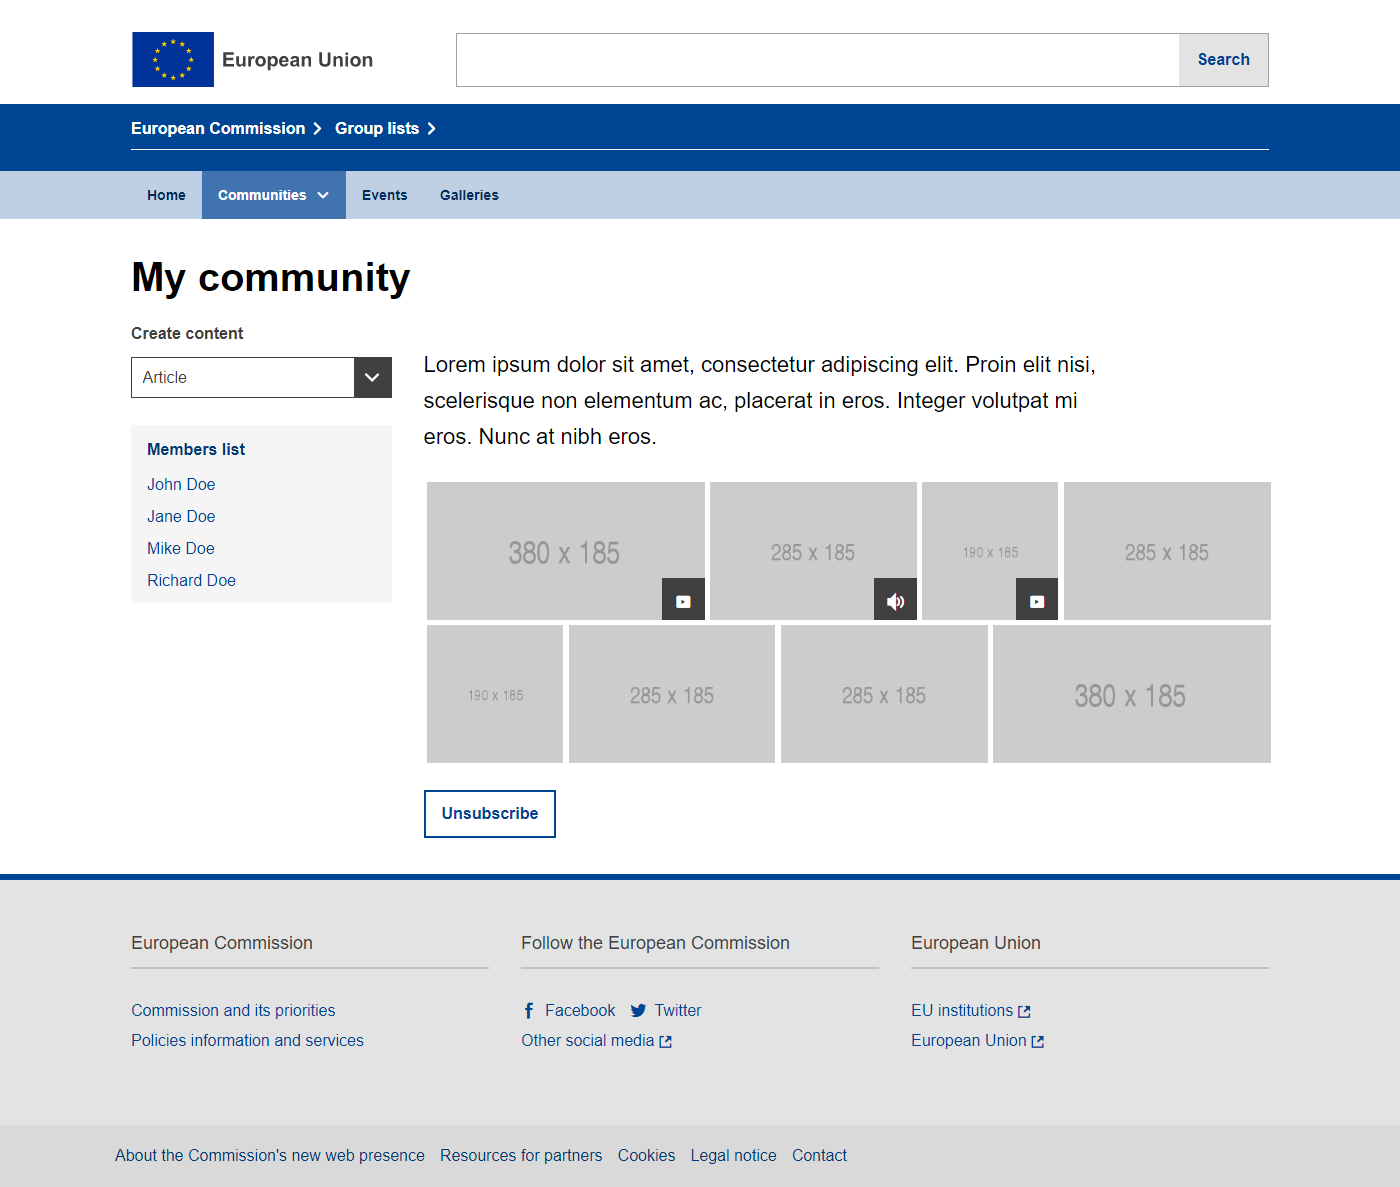 European Union
Search
European Commission
Group lists
Home
Communities
Events
Galleries
My community
Create content
Article
Members list
John Doe
Jane Doe
Mike Doe
Richard Doe
Lorem ipsum dolor sit amet, consectetur adipiscing elit. Proin elit nisi,
scelerisque non elementum ac, placerat in eros. Integer volutpat mi
eros. Nunc at nibh eros.
380 x 185
285 x 185
190 x 185
285 x 185
190 x 185
285 x 185
285 x 185
380 x 185
Unsubscribe
European Commission
Commission and its priorities
Policies information and services
Follow the European Commission
Facebook
Twitter
Other social media
European Union
EU institutions
European Union
About the Commission's new web presence
Resources for partners
Cookies
Legal notice
Contact